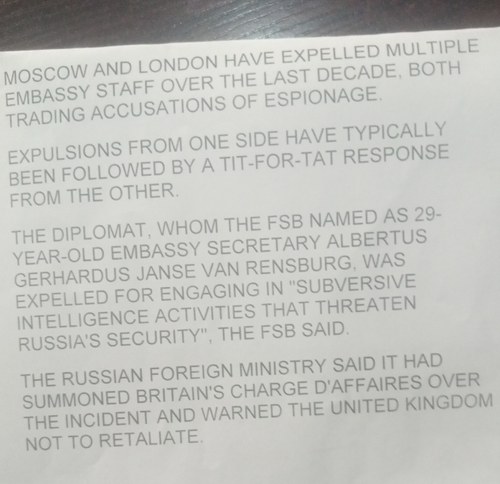 MOSCOW AND LONDON HAVE EXPELLED MULTIPLE
EMBASSY STAFF OVER THE LAST DECADE, BOTH
TRADING ACCUSATIONS OF ESPIONAGE.
EXPULSIONS FROM ONE SIDE HAVE TYPICALLY
BEEN FOLLOWED BY A TIT-FOR-TAT RESPONSE
FROM THE OTHER.
THE DIPLOMAT, WHOM THE FSB NAMED AS 29-
YEAR-OLD EMBASSY SECRETARY ALBERTUS
GERHARDUS JANSE VAN RENSBURG, WAS
EXPELLED FOR ENGAGING IN "SUBVERSIVE
INTELLIGENCE ACTIVITIES THAT THREATEN
RUSSIA'S SECURITY", THE FSB SAID.
THE RUSSIAN FOREIGN MINISTRY SAID IT HAD
SUMMONED BRITAIN'S CHARGE D'AFFAIRES OVER
THE INCIDENT AND WARNED THE UNITED KINGDOM
NOT TO RETALIATE.